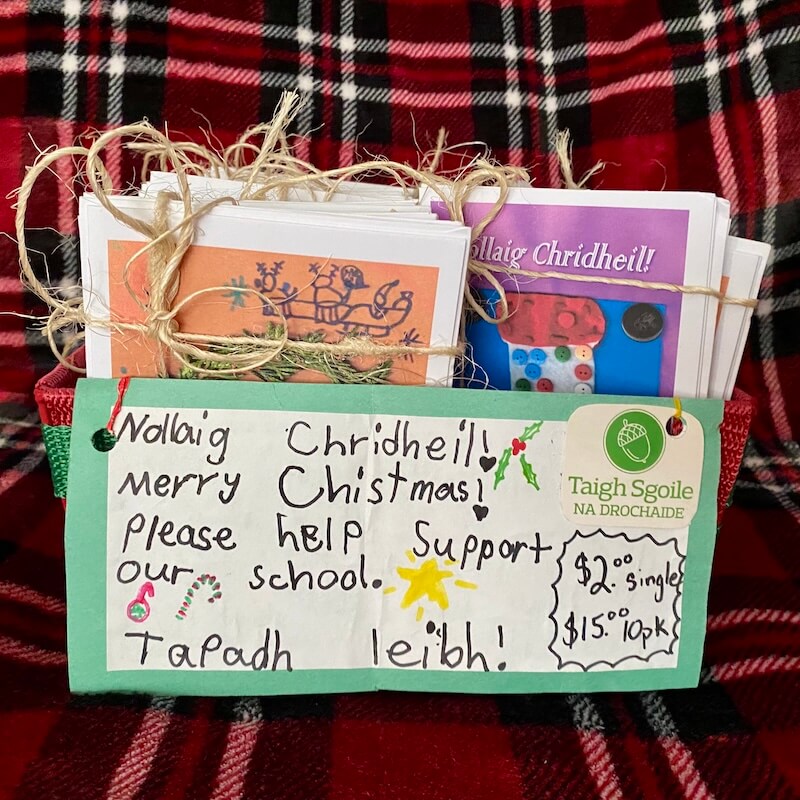 ollaig Chridheil!
Nollaig Chridheil!
Merry Chistmas!
Please help Support
our school.
Tapadh leibh!
Taigh Sgoile
NA DROCHAIDE
$2.00 single
$15.00 10pk